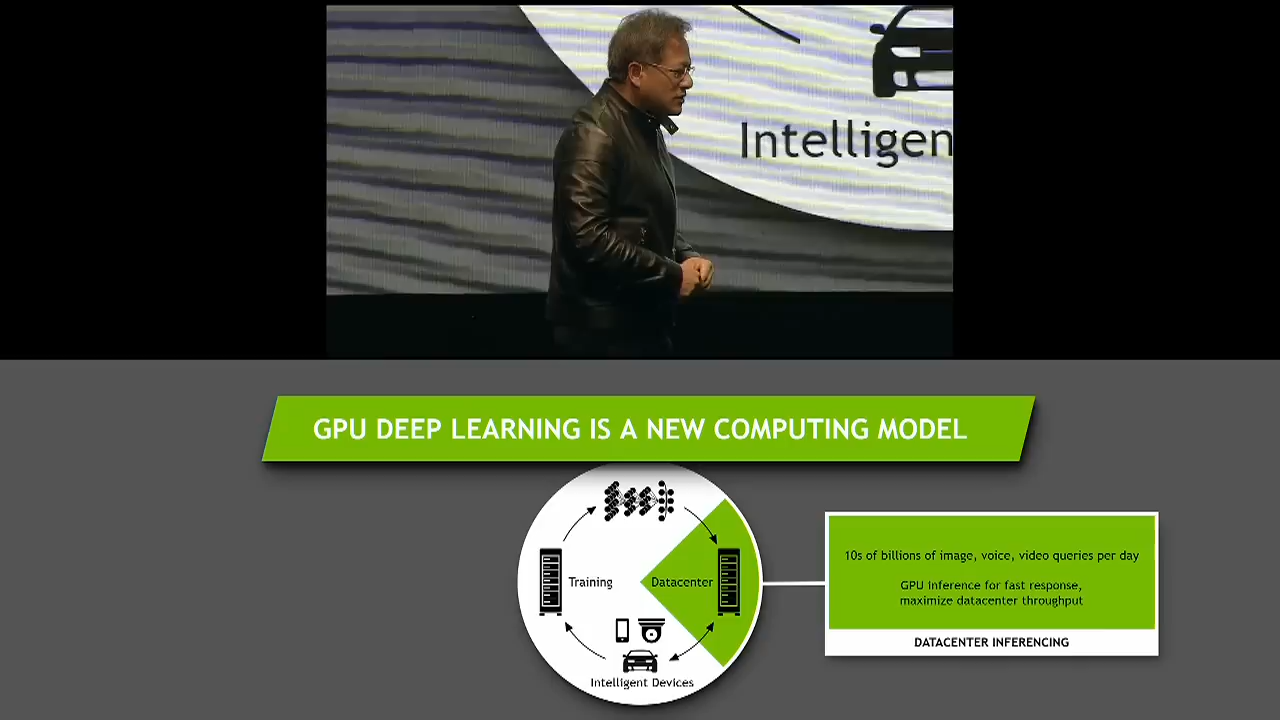 Intelligen
GPU DEEP LEARNING IS A NEW COMPUTING MODEL
Training
Datacenter
Intelligent Devices
10s of billions of image, voice, video queries per day
GPU inference for fast response,
maximize datacenter throughput
DATACENTER INFERENCING